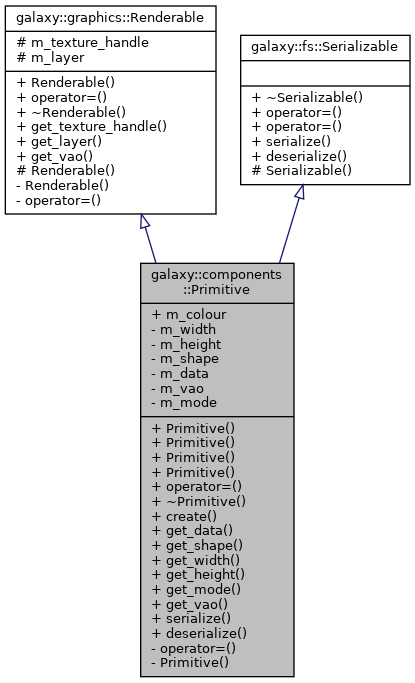 galaxy::graphics::Renderable
# m_texture_handle
# m_layer
+ Renderable()
+ operator=()
+ ~Renderable()
+ get_texture_handle()
+ get_layer()
+ get_vao()
# Renderable()
- Renderable()
- operator=()
galaxy::fs::Serializable
+ ~Serializable()
+ operator=()
+ operator=()
+ serialize()
+ deserialize()
# Serializable()
galaxy::components
::Primitive
+ m_colour
- m_width
- m_height
- m_shape
- m_data
- m_vao
- m_mode
+ Primitive()
+ Primitive()
+ Primitive()
+ Primitive()
+ operator=()
+ ~Primitive()
+ create()
+ get_data()
+ get_shape()
+ get_width()
+ get_height()
+ get_mode()
+ get_vao()
+ serialize()
+ deserialize()
- operator=()
- Primitive()